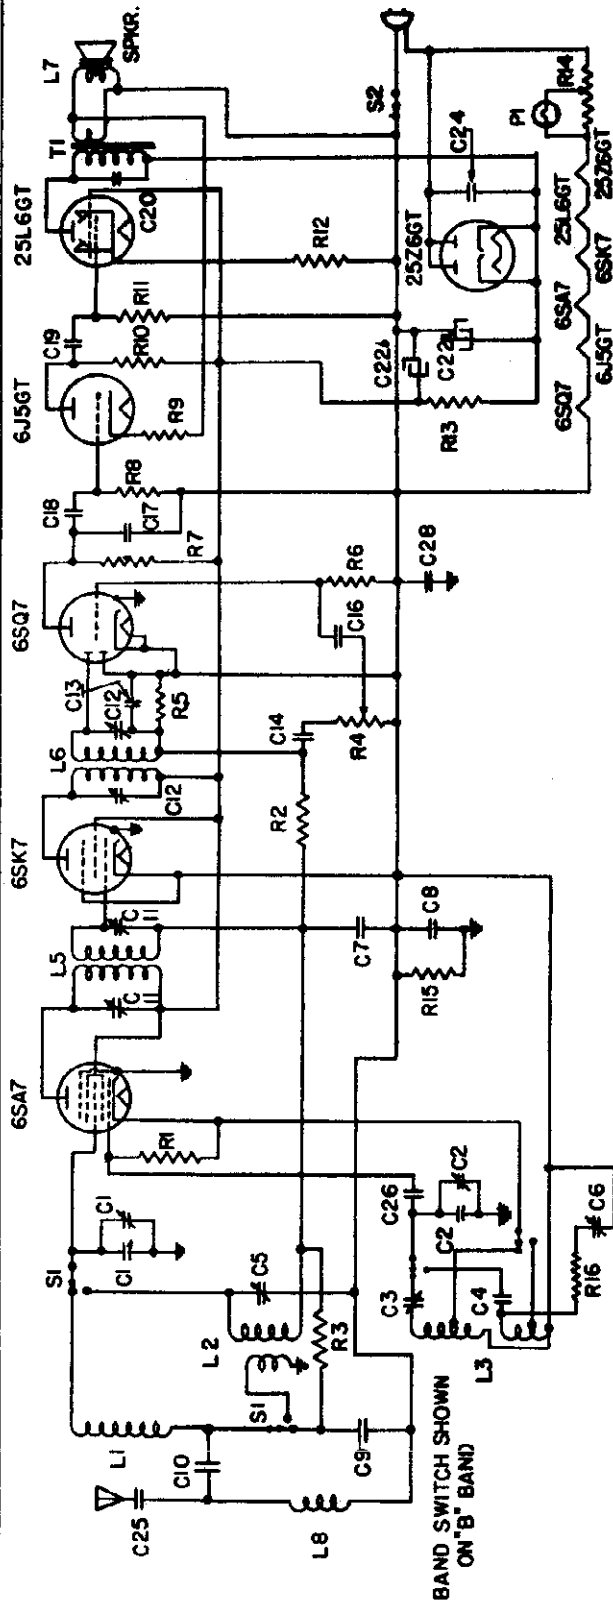 6SA7
6SK7
6SQ7
6J5GT
25L6GT
L7
SPKR.
T1
C20
C19
R10
R11
R12
R9
C18
R8
C17
R7
C13
C12
R5
L6
C12
L5
C11
C11
R1
S1
C1
C1
L1
C10
C25
L8
C9
S1
L2
C5
R3
R2
C14
R4
C16
R6
C28
C7
C8
R15
C3
C2
C2
C26
C4
L3
R16
C6
S2
25Z6GT
C24
P1
R14
C22
R13
6SQ7
6J5GT
6SA7
6SK7
25L6GT
25Z6GT
BAND SWITCH SHOWN
ON "B" BAND